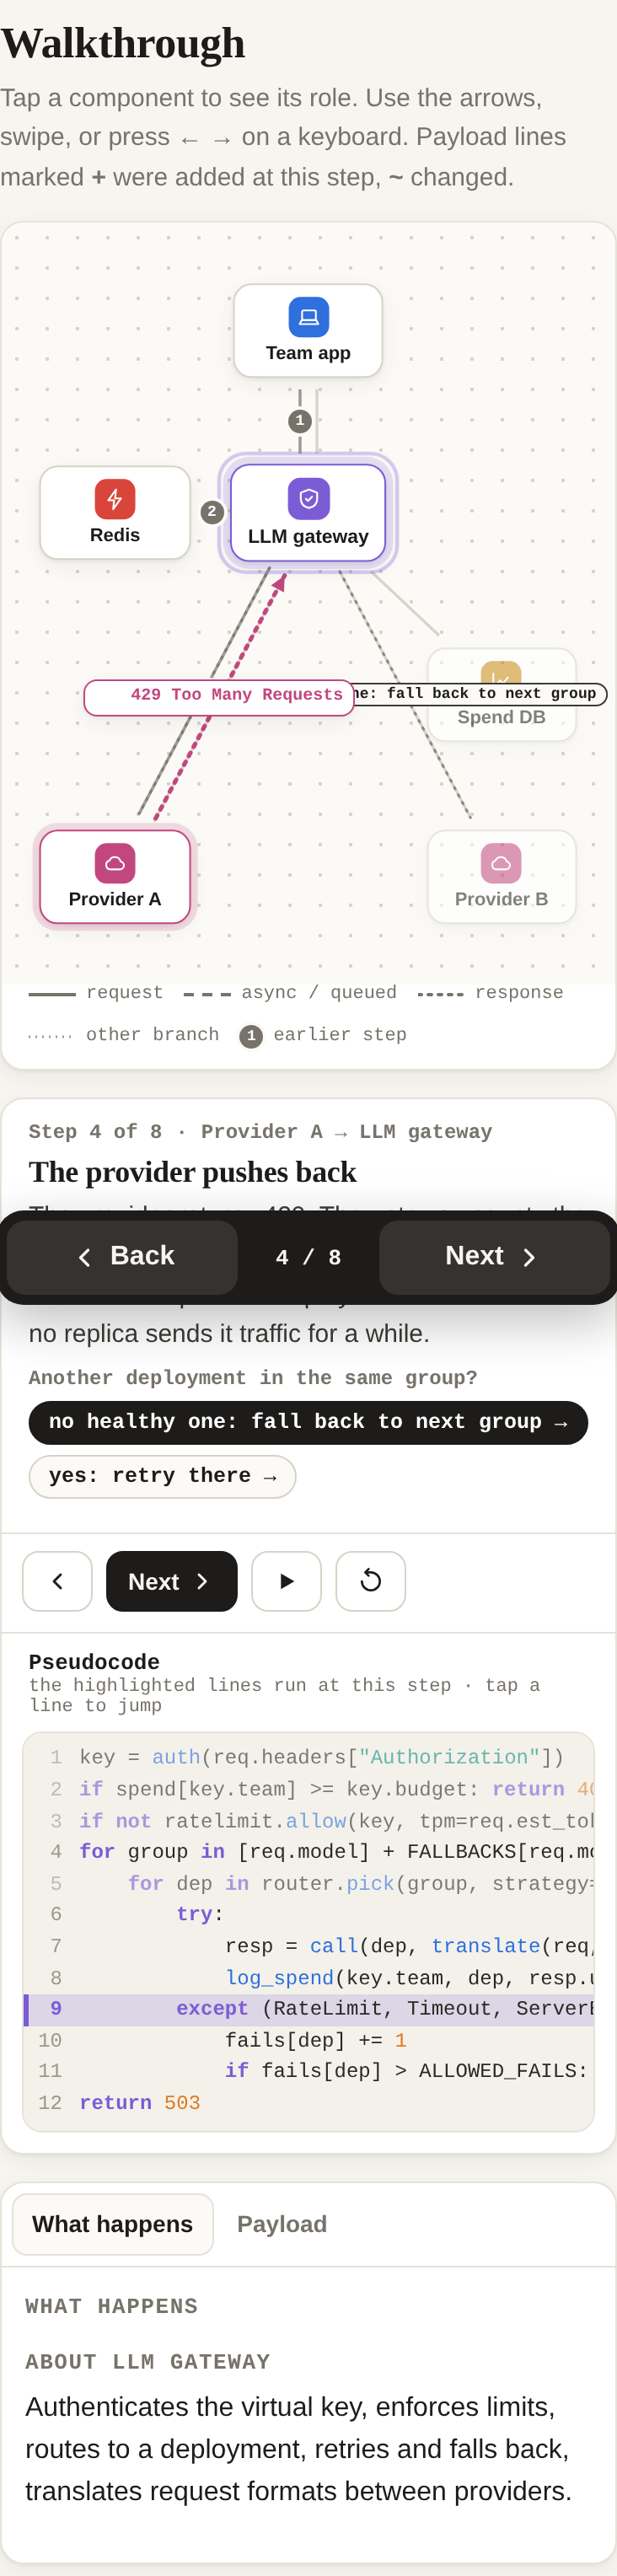 Walkthrough
Tap a component to see its role. Use the arrows,
swipe, or press ← → on a keyboard. Payload lines
marked + were added at this step, ~ changed.
Team app
1
Redis
2
LLM gateway
429 Too Many Requests
fall back to next group
Spend DB
Provider A
Provider B
request
async / queued
response
other branch
1
earlier step
Step 4 of 8 · Provider A → LLM gateway
The provider pushes back
Back
4 / 8
Next
no replica sends it traffic for a while.
Another deployment in the same group?
no healthy one: fall back to next group →
yes: retry there →
Next
Pseudocode
the highlighted lines run at this step · tap a
line to jump
1 key = auth(req.headers["Authorization"])
2 if spend[key.team] >= key.budget: return
3 if not ratelimit.allow(key, tpm=
4 for group in [req.model] + FALLBACKS[
5 for dep in router.pick(group, strategy=
6 try:
7 resp = call(dep, translate(req,
8 log_spend(key.team, dep,
9 except (RateLimit, Timeout,
10 fails[dep] += 1
11 if fails[dep] > ALLOWED_FAILS:
12 return 503
What happens
Payload
WHAT HAPPENS
ABOUT LLM GATEWAY
Authenticates the virtual key, enforces limits,
routes to a deployment, retries and falls back,
translates request formats between providers.